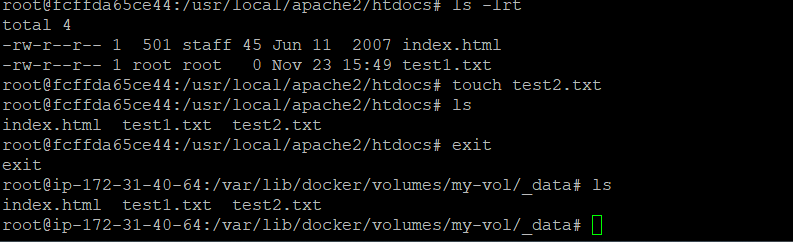 root@fcffda65ce44:/usr/local/apache2/htdocs# ls -lrt
total 4
-rw-r--r-- 1  501 staff 45 Jun 11  2007 index.html
-rw-r--r-- 1 root root   0 Nov 23 15:49 test1.txt
root@fcffda65ce44:/usr/local/apache2/htdocs# touch test2.txt
root@fcffda65ce44:/usr/local/apache2/htdocs# ls
index.html  test1.txt  test2.txt
root@fcffda65ce44:/usr/local/apache2/htdocs# exit
exit
root@ip-172-31-40-64:/var/lib/docker/volumes/my-vol/_data# ls
index.html  test1.txt  test2.txt
root@ip-172-31-40-64:/var/lib/docker/volumes/my-vol/_data#